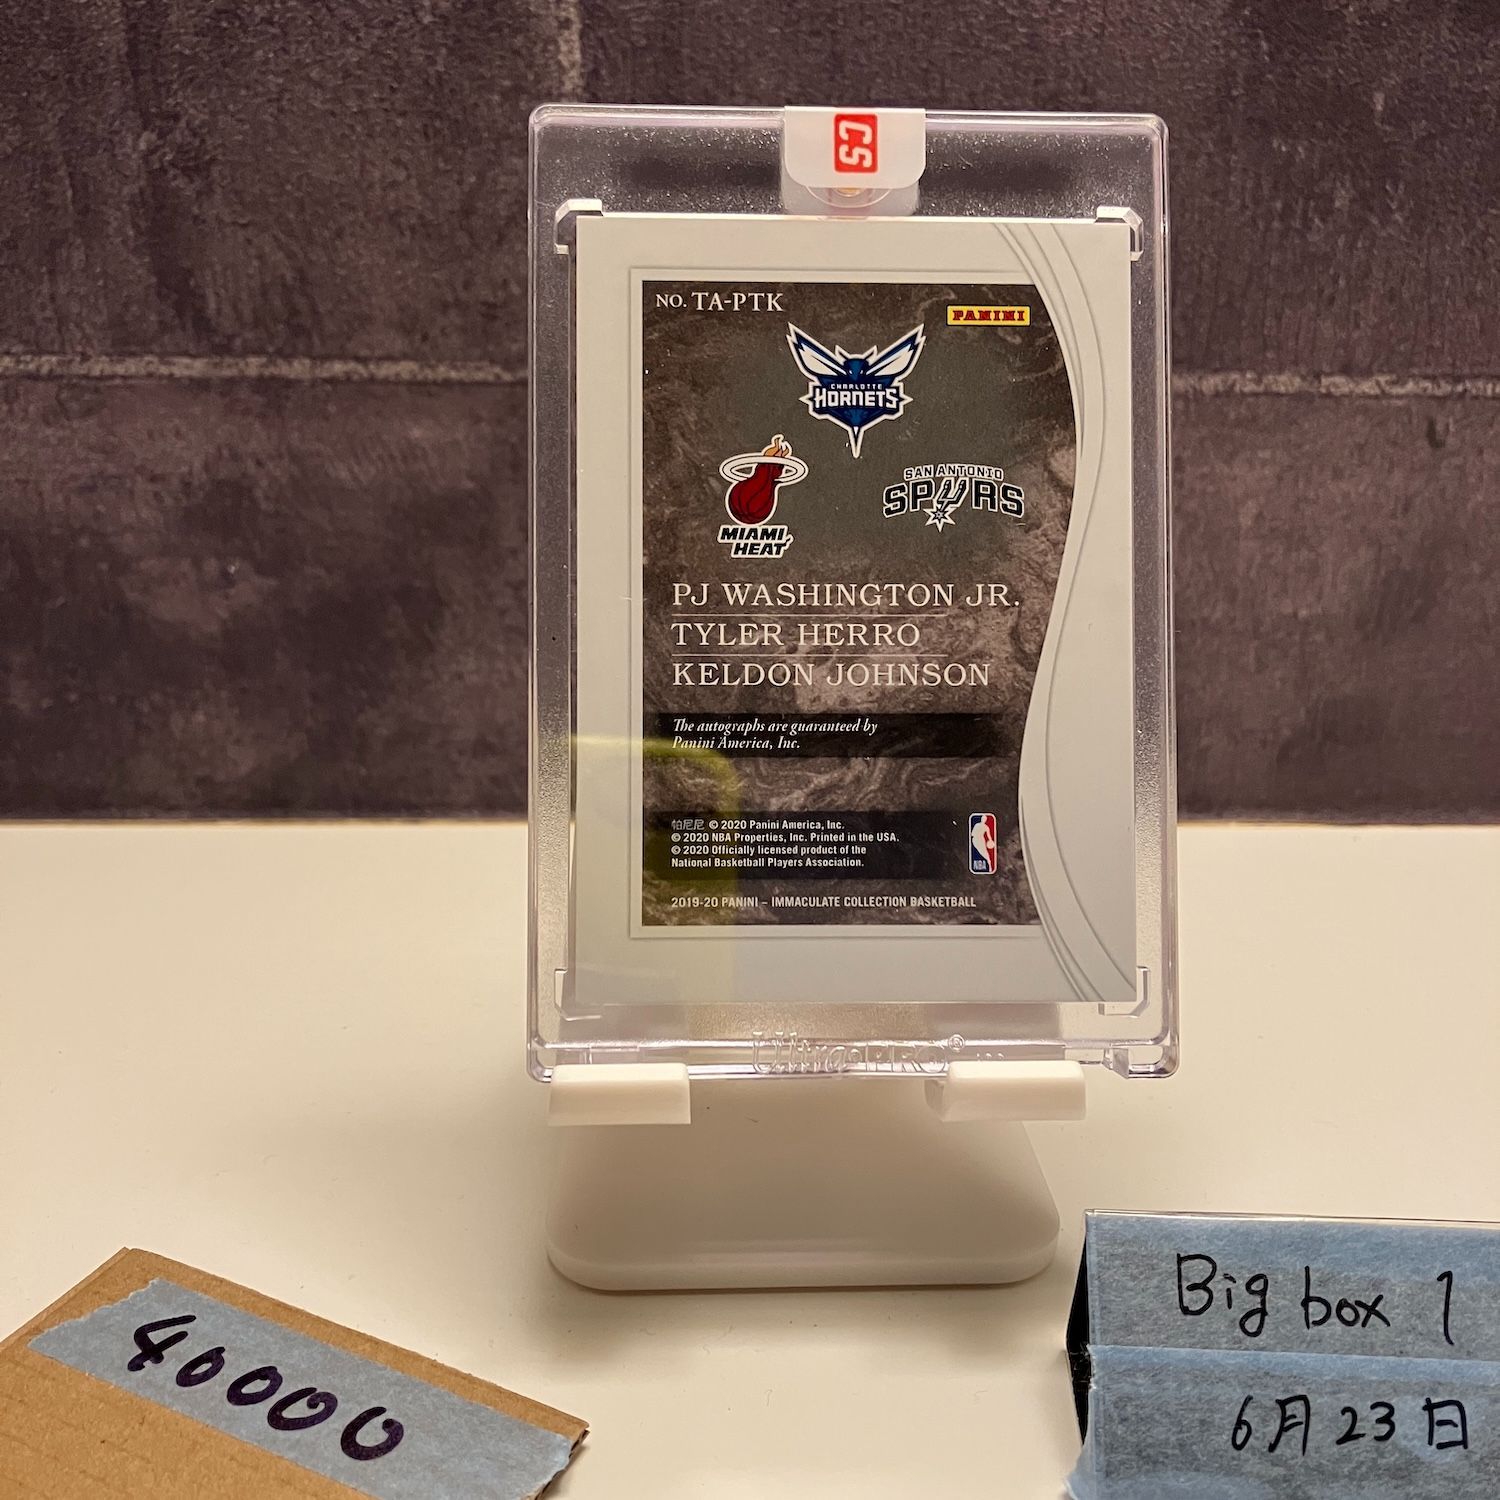 CS
NO. TA-PTK
PANINI
CHARLOTTE
HORNETS
MIAMI
HEAT
SAN ANTONIO
SPURS
PJ WASHINGTON JR.
TYLER HERRO
KELDON JOHNSON
The autographs are guaranteed by
Panini America, Inc.
帕尼尼 © 2020 Panini America, Inc.
© 2020 NBA Properties, Inc. Printed in the USA.
© 2020 Officially licensed product of the
National Basketball Players Association.
NBA
2019-20 PANINI – IMMACULATE COLLECTION BASKETBALL
Ultra·PRO®
40000
Big box 1
6月23日